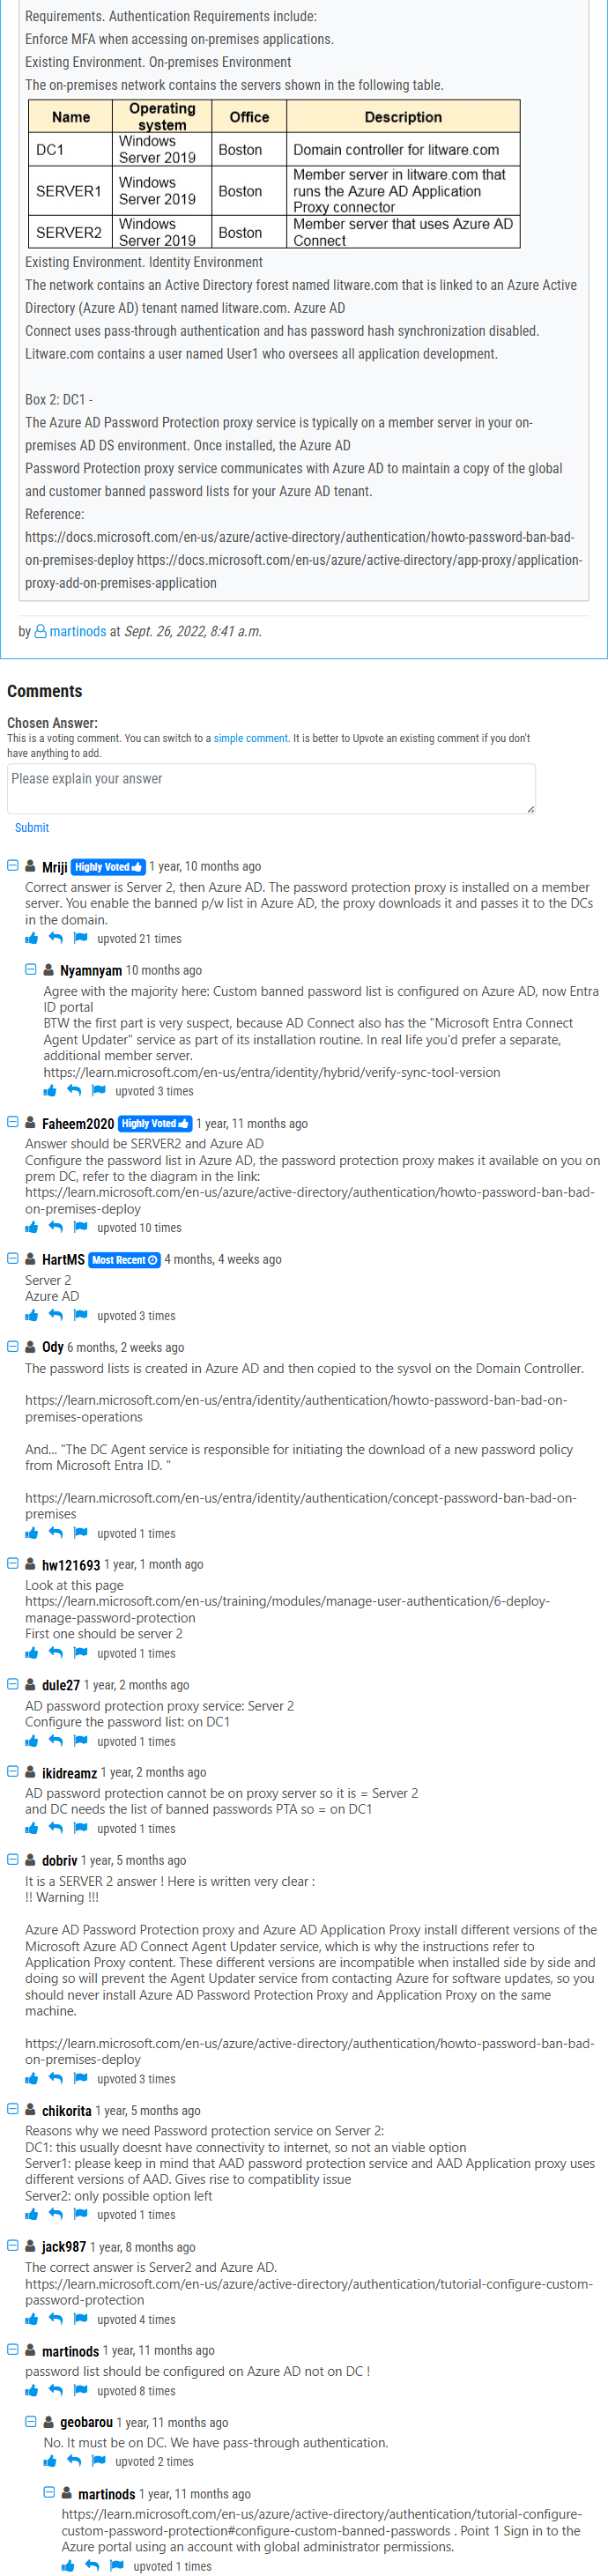 Requirements. Authentication Requirements include:
Enforce MFA when accessing on-premises applications.
Existing Environment. On-premises Environment
The on-premises network contains the servers shown in the following table.
Name Operating system Office Description
DC1 Windows Server 2019 Boston Domain controller for litware.com
SERVER1 Windows Server 2019 Boston Member server in litware.com that runs the Azure AD Application Proxy connector
SERVER2 Windows Server 2019 Boston Member server that uses Azure AD Connect
Existing Environment. Identity Environment
The network contains an Active Directory forest named litware.com that is linked to an Azure Active
Directory (Azure AD) tenant named litware.com. Azure AD
Connect uses pass-through authentication and has password hash synchronization disabled.
Litware.com contains a user named User1 who oversees all application development.
Box 2: DC1 -
The Azure AD Password Protection proxy service is typically on a member server in your on-
premises AD DS environment. Once installed, the Azure AD
Password Protection proxy service communicates with Azure AD to maintain a copy of the global
and customer banned password lists for your Azure AD tenant.
Reference:
https://docs.microsoft.com/en-us/azure/active-directory/authentication/howto-password-ban-bad-
on-premises-deploy https://docs.microsoft.com/en-us/azure/active-directory/app-proxy/application-
proxy-add-on-premises-application
by martinods at Sept. 26, 2022, 8:41 a.m.
Comments
Chosen Answer:
This is a voting comment. You can switch to a simple comment. It is better to Upvote an existing comment if you don't
have anything to add.
Please explain your answer
Submit
Mriji Highly Voted 1 year, 10 months ago
Correct answer is Server 2, then Azure AD. The password protection proxy is installed on a member
server. You enable the banned p/w list in Azure AD, the proxy downloads it and passes it to the DCs
in the domain.
upvoted 21 times
Nyamnyam 10 months ago
Agree with the majority here: Custom banned password list is configured on Azure AD, now Entra
ID portal
BTW the first part is very suspect, because AD Connect also has the "Microsoft Entra Connect
Agent Updater" service as part of its installation routine. In real life you'd prefer a separate,
additional member server.
https://learn.microsoft.com/en-us/entra/identity/hybrid/verify-sync-tool-version
upvoted 3 times
Faheem2020 Highly Voted 1 year, 11 months ago
Answer should be SERVER2 and Azure AD
Configure the password list in Azure AD, the password protection proxy makes it available on you on
prem DC, refer to the diagram in the link:
https://learn.microsoft.com/en-us/azure/active-directory/authentication/howto-password-ban-bad-
on-premises-deploy
upvoted 10 times
HartMS Most Recent 4 months, 4 weeks ago
Server 2
Azure AD
upvoted 3 times
Ody 6 months, 2 weeks ago
The password lists is created in Azure AD and then copied to the sysvol on the Domain Controller.
https://learn.microsoft.com/en-us/entra/identity/authentication/howto-password-ban-bad-on-
premises-operations
And... "The DC Agent service is responsible for initiating the download of a new password policy
from Microsoft Entra ID. "
https://learn.microsoft.com/en-us/entra/identity/authentication/concept-password-ban-bad-on-
premises
upvoted 1 times
hw121693 1 year, 1 month ago
Look at this page
https://learn.microsoft.com/en-us/training/modules/manage-user-authentication/6-deploy-
manage-password-protection
First one should be server 2
upvoted 1 times
dule27 1 year, 2 months ago
AD password protection proxy service: Server 2
Configure the password list: on DC1
upvoted 1 times
ikidreamz 1 year, 2 months ago
AD password protection cannot be on proxy server so it is = Server 2
and DC needs the list of banned passwords PTA so = on DC1
upvoted 1 times
dobriv 1 year, 5 months ago
It is a SERVER 2 answer ! Here is written very clear :
!! Warning !!!
Azure AD Password Protection proxy and Azure AD Application Proxy install different versions of the
Microsoft Azure AD Connect Agent Updater service, which is why the instructions refer to
Application Proxy content. These different versions are incompatible when installed side by side and
doing so will prevent the Agent Updater service from contacting Azure for software updates, so you
should never install Azure AD Password Protection Proxy and Application Proxy on the same
machine.
https://learn.microsoft.com/en-us/azure/active-directory/authentication/howto-password-ban-bad-
on-premises-deploy
upvoted 3 times
chikorita 1 year, 5 months ago
Reasons why we need Password protection service on Server 2:
DC1: this usually doesnt have connectivity to internet, so not an viable option
Server1: please keep in mind that AAD password protection service and AAD Application proxy uses
different versions of AAD. Gives rise to compatiblity issue
Server2: only possible option left
upvoted 1 times
jack987 1 year, 8 months ago
The correct answer is Server2 and Azure AD.
https://learn.microsoft.com/en-us/azure/active-directory/authentication/tutorial-configure-custom-
password-protection
upvoted 4 times
martinods 1 year, 11 months ago
password list should be configured on Azure AD not on DC !
upvoted 8 times
geobarou 1 year, 11 months ago
No. It must be on DC. We have pass-through authentication.
upvoted 2 times
martinods 1 year, 11 months ago
https://learn.microsoft.com/en-us/azure/active-directory/authentication/tutorial-configure-
custom-password-protection#configure-custom-banned-passwords . Point 1 Sign in to the
Azure portal using an account with global administrator permissions.
upvoted 1 times